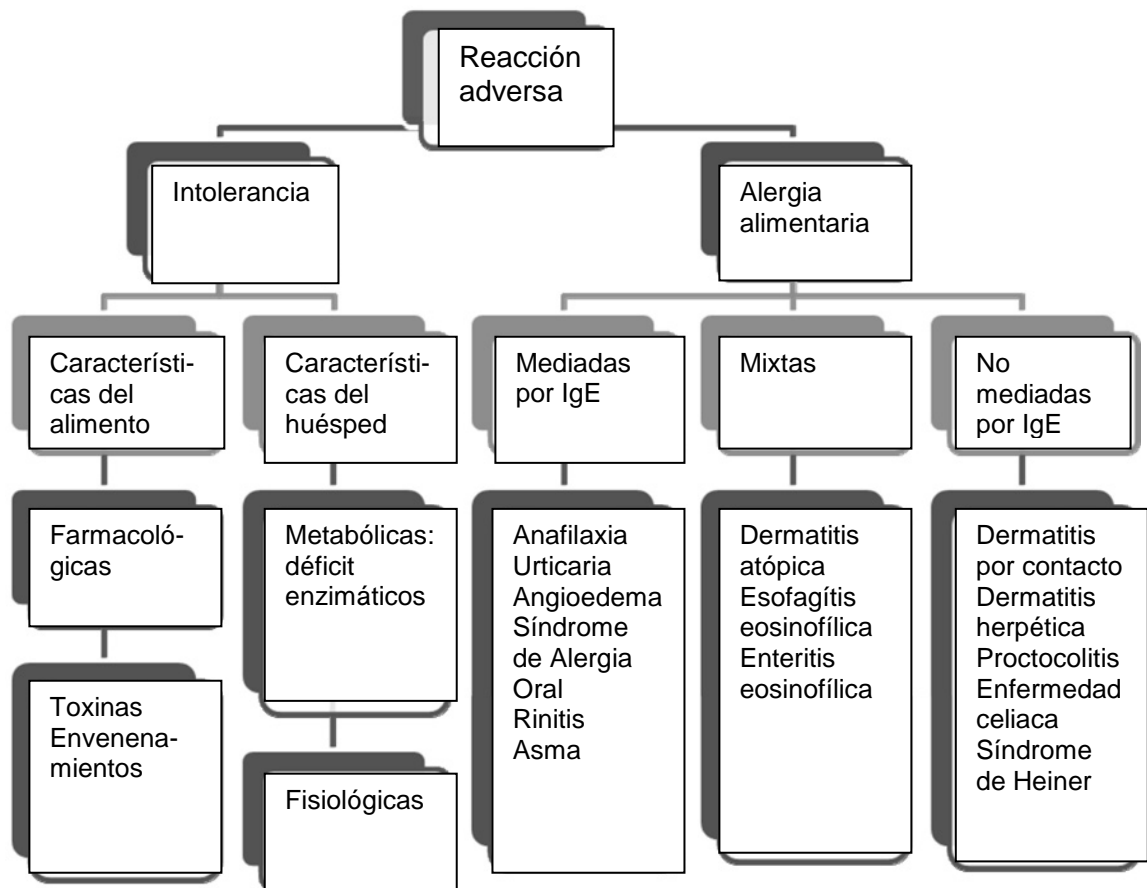 Reacción
adversa
Intolerancia
Alergia
alimentaria
Característi-
cas del
alimento
Característi-
cas del
huésped
Mediadas
por IgE
Mixtas
No
mediadas
por IgE
Farmacoló-
gicas
Metabólicas:
déficit
enzimáticos
Anafilaxia
Urticaria
Angioedema
Síndrome
de Alergia
Oral
Rinitis
Asma
Dermatitis
atópica
Esofagítis
eosinofílica
Enteritis
eosinofílica
Dermatitis
por contacto
Dermatitis
herpética
Proctocolitis
Enfermedad
celiaca
Síndrome
de Heiner
Toxinas
Envenena-
mientos
Fisiológicas